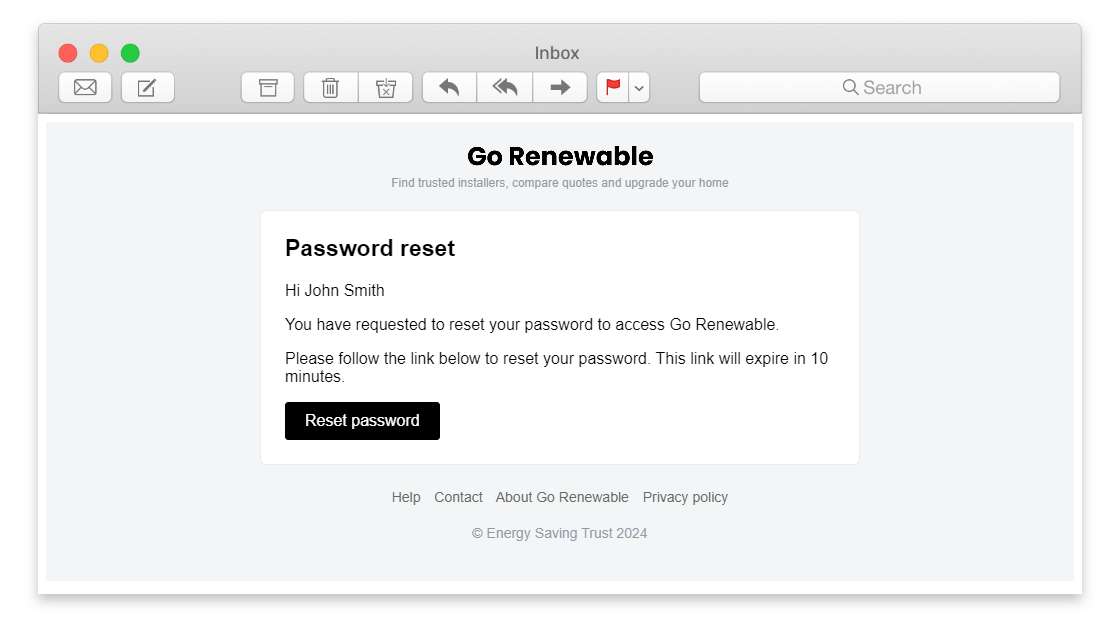 Inbox
Search
Go Renewable
Find trusted installers, compare quotes and upgrade your home
Password reset
Hi John Smith
You have requested to reset your password to access Go Renewable.
Please follow the link below to reset your password. This link will expire in 10
minutes.
Reset password
Help Contact About Go Renewable Privacy policy
© Energy Saving Trust 2024